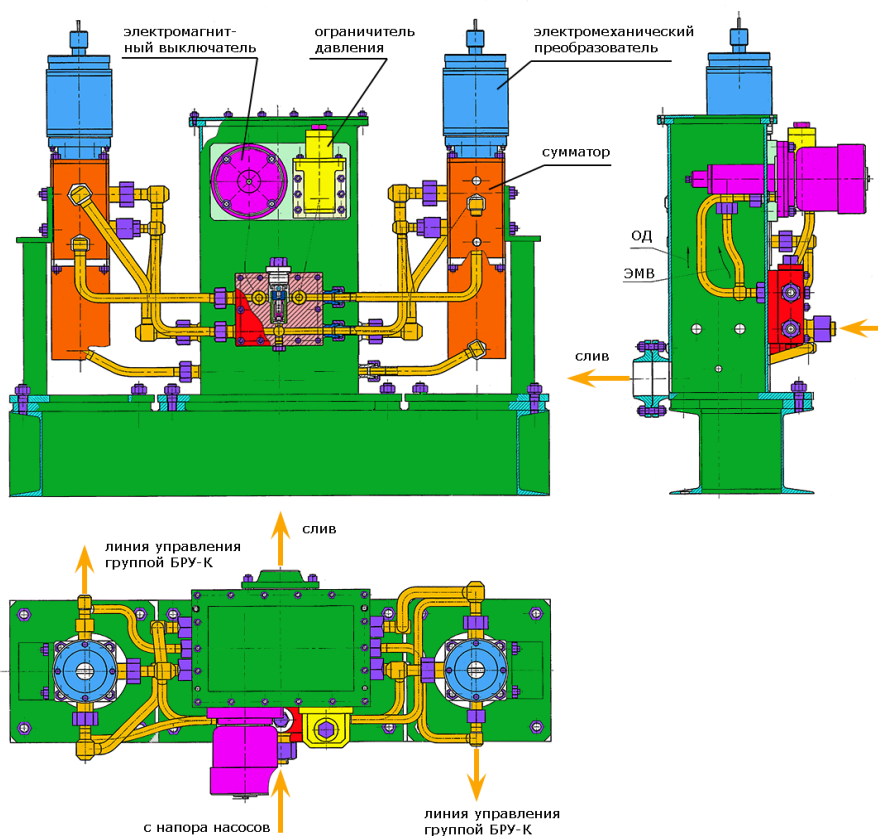 электромагнит-
ный выключатель
ограничитель
давления
электромеханический
преобразователь
сумматор
ОД
ЭМВ
слив
слив
линия управления
группой БРУ-К
с напора насосов
линия управления
группой БРУ-К